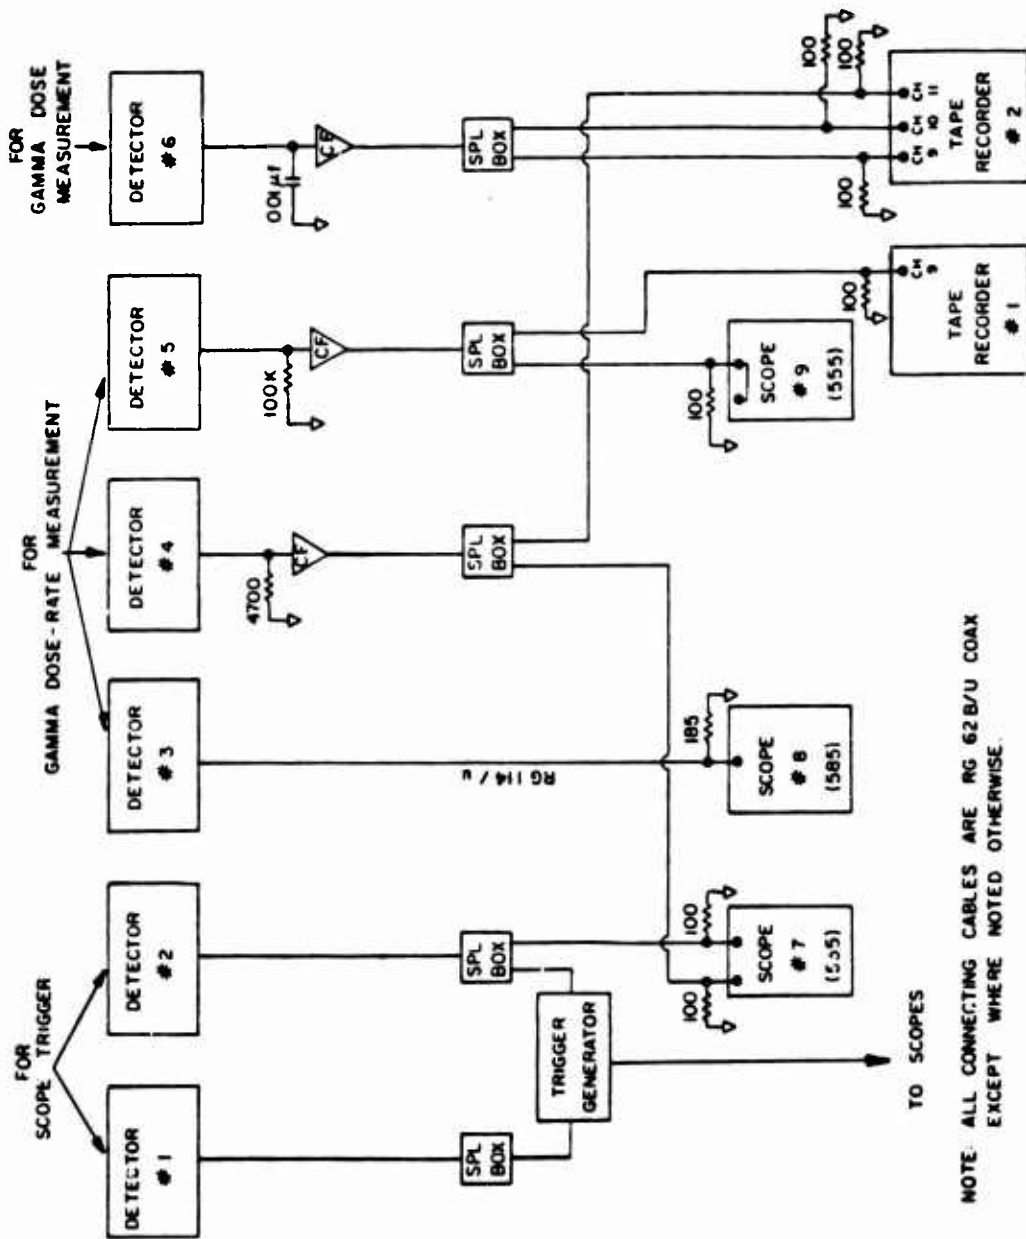 FOR
SCOPE TRIGGER
FOR
GAMMA DOSE-RATE MEASUREMENT
FOR
GAMMA DOSE
MEASUREMENT
DETECTOR
#1
DETECTOR
#2
DETECTOR
#3
DETECTOR
#4
DETECTOR
#5
DETECTOR
#6
4700
100K
001 µf
CF
CF
CF
SPL
BOX
SPL
BOX
SPL
BOX
SPL
BOX
SPL
BOX
TRIGGER
GENERATOR
RG 114/u
100
100
185
100
100
100
100
100
SCOPE
#7
(555)
SCOPE
#8
(585)
SCOPE
#9
(555)
CH
9
TAPE
RECORDER
#1
CH
9
CH
10
CH
11
TAPE
RECORDER
#2
TO SCOPES
NOTE: ALL CONNECTING CABLES ARE RG 62B/U COAX
EXCEPT WHERE NOTED OTHERWISE.